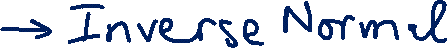 → Inverse Normal